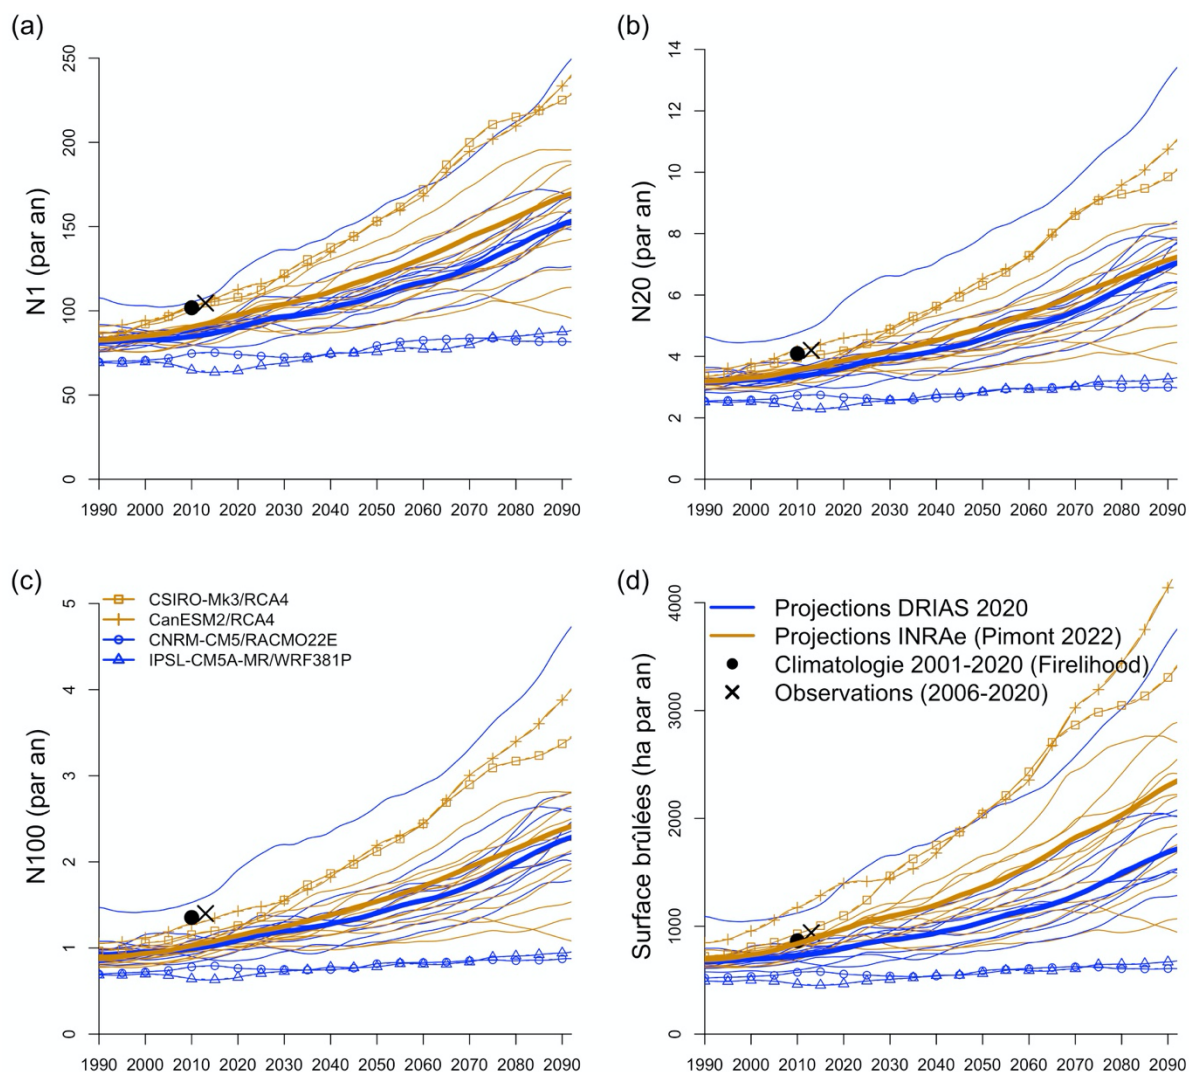 (a)
N1 (par an)
250
200
150
100
50
0
1990 2000 2010 2020 2030 2040 2050 2060 2070 2080 2090
(b)
N20 (par an)
14
12
10
8
6
4
2
0
1990 2000 2010 2020 2030 2040 2050 2060 2070 2080 2090
(c)
N100 (par an)
5
4
3
2
1
0
CSIRO-Mk3/RCA4
CanESM2/RCA4
CNRM-CM5/RACMO22E
IPSL-CM5A-MR/WRF381P
1990 2000 2010 2020 2030 2040 2050 2060 2070 2080 2090
(d)
Surface brûlées (ha par an)
4000
3000
2000
1000
0
Projections DRIAS 2020
Projections INRAe (Pimont 2022)
Climatologie 2001-2020 (Firelihood)
Observations (2006-2020)
1990 2000 2010 2020 2030 2040 2050 2060 2070 2080 2090